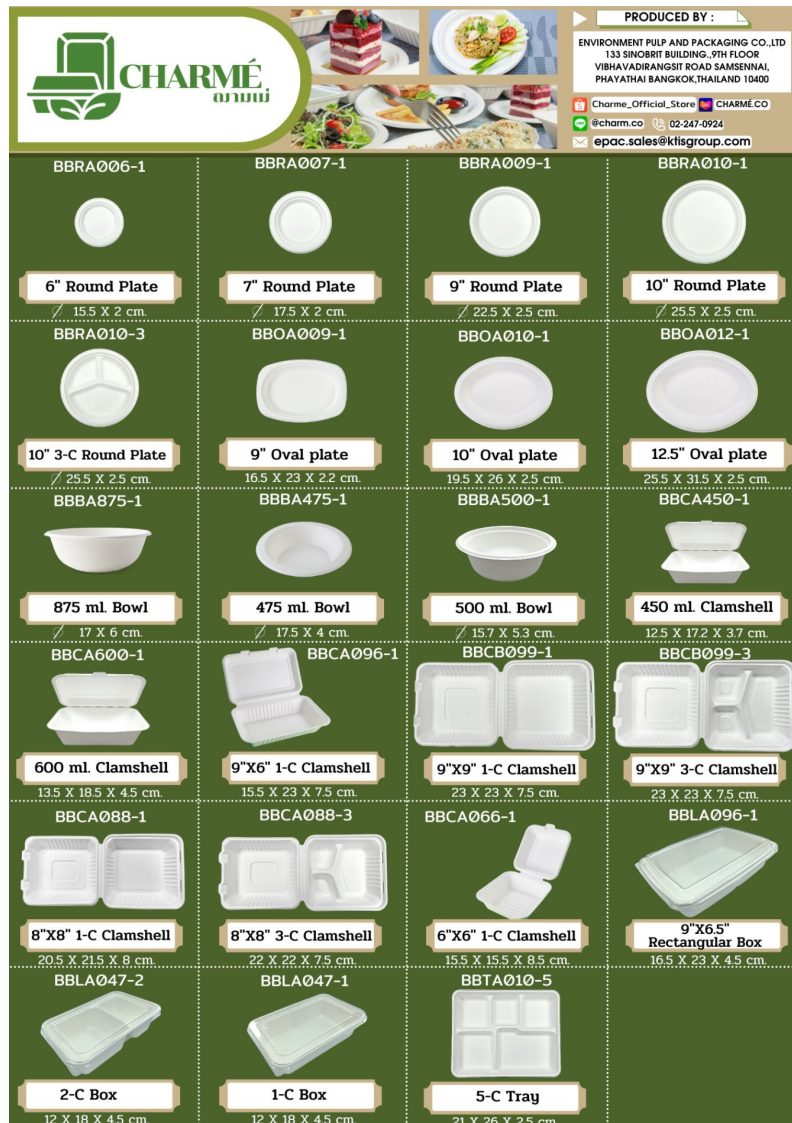 CHARMÉ
ฌามเม่
PRODUCED BY :
ENVIRONMENT PULP AND PACKAGING CO.,LTD
133 SINOBRIT BUILDING.,9TH FLOOR
VIBHAVADIRANGSIT ROAD SAMSENNAI,
PHAYATHAI BANGKOK,THAILAND 10400
Charme_Official_Store CHARMÉ.CO
@charm.co 02-247-0924
epac.sales@ktisgroup.com
BBRA006-1
6" Round Plate
∅ 15.5 X 2 cm.
BBRA007-1
7" Round Plate
∅ 17.5 X 2 cm.
BBRA009-1
9" Round Plate
∅ 22.5 X 2.5 cm.
BBRA010-1
10" Round Plate
∅ 25.5 X 2.5 cm.
BBRA010-3
10" 3-C Round Plate
∅ 25.5 X 2.5 cm.
BBOA009-1
9" Oval plate
16.5 X 23 X 2.2 cm.
BBOA010-1
10" Oval plate
19.5 X 26 X 2.5 cm.
BBOA012-1
12.5" Oval plate
25.5 X 31.5 X 2.5 cm.
BBBA875-1
875 ml. Bowl
∅ 17 X 6 cm.
BBBA475-1
475 ml. Bowl
∅ 17.5 X 4 cm.
BBBA500-1
500 ml. Bowl
∅ 15.7 X 5.3 cm.
BBCA450-1
450 ml. Clamshell
12.5 X 17.2 X 3.7 cm.
BBCA600-1
600 ml. Clamshell
13.5 X 18.5 X 4.5 cm.
BBCA096-1
9"X6" 1-C Clamshell
15.5 X 23 X 7.5 cm.
BBCB099-1
9"X9" 1-C Clamshell
23 X 23 X 7.5 cm.
BBCB099-3
9"X9" 3-C Clamshell
23 X 23 X 7.5 cm.
BBCA088-1
8"X8" 1-C Clamshell
20.5 X 21.5 X 8 cm.
BBCA088-3
8"X8" 3-C Clamshell
22 X 22 X 7.5 cm.
BBCA066-1
6"X6" 1-C Clamshell
15.5 X 15.5 X 8.5 cm.
BBLA096-1
9"X6.5"
Rectangular Box
16.5 X 23 X 4.5 cm.
BBLA047-2
2-C Box
12 X 18 X 4.5 cm.
BBLA047-1
1-C Box
12 X 18 X 4.5 cm.
BBTA010-5
5-C Tray
21 X 26 X 2.5 cm.